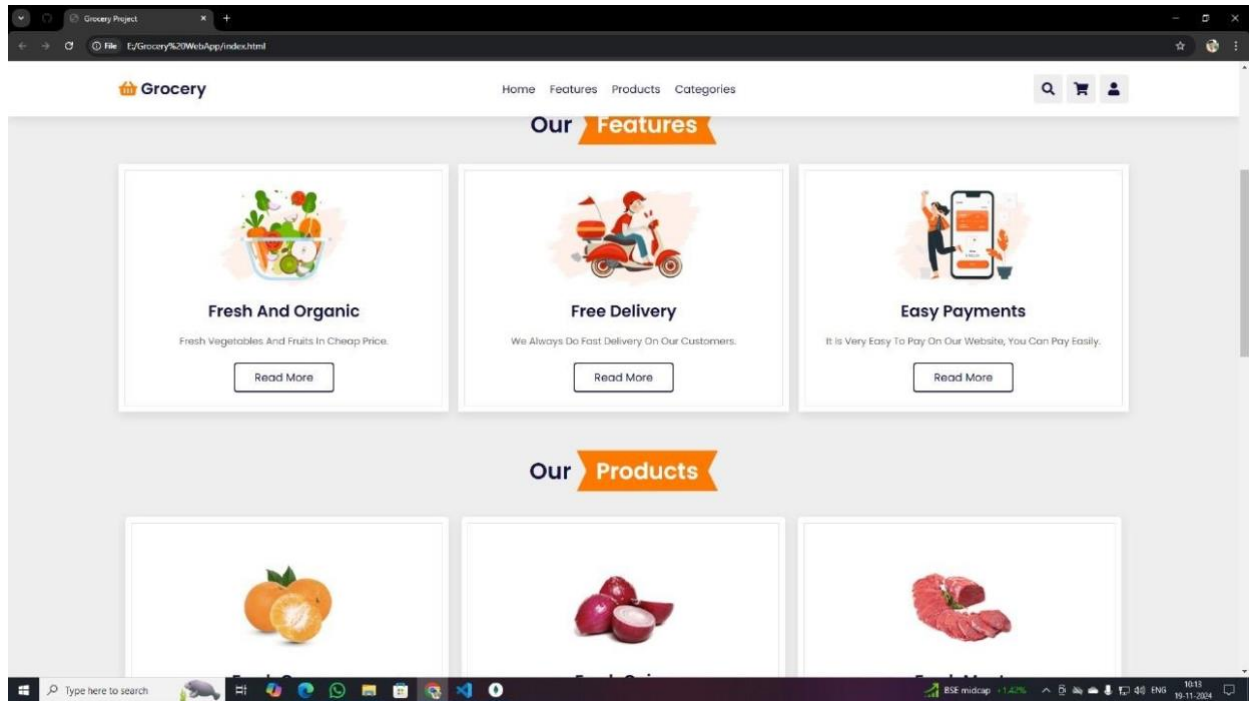 Grocery Project
File E:/Grocery%20WebApp/index.html
Grocery
Home Features Products Categories
Our Features
Fresh And Organic
Fresh Vegetables And Fruits In Cheap Price.
Read More
Free Delivery
We Always Do Fast Delivery On Our Customers.
Read More
Easy Payments
It Is Very Easy To Pay On Our Website, You Can Pay Easily.
Read More
Our Products
Type here to search
BSE midcap +1.42%
ENG
10:13
19-11-2024